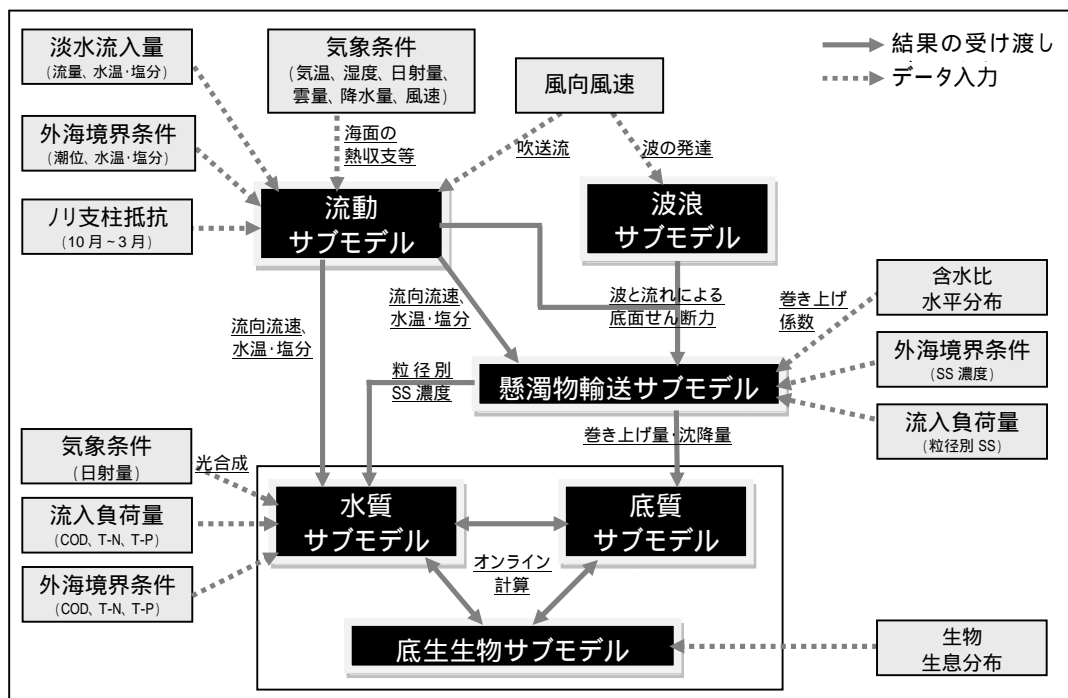 淡水流入量
(流量、水温・塩分)
気象条件
(気温、湿度、日射量、
雲量、降水量、風速)
風向風速
結果の受け渡し
データ入力
外海境界条件
(潮位、水温・塩分)
海面の
熱収支等
吹送流
波の発達
ノリ支柱抵抗
(10月~3月)
流動
サブモデル
波浪
サブモデル
流向流速、
水温・塩分
流向流速、
水温・塩分
波と流れによる
底面せん断力
巻き上げ
係数
含水比
水平分布
外海境界条件
(SS濃度)
流入負荷量
(粒径別SS)
粒径別
SS濃度
懸濁物輸送サブモデル
巻き上げ量・沈降量
気象条件
(日射量)
光合成
流入負荷量
(COD、T-N、T-P)
外海境界条件
(COD、T-N、T-P)
水質
サブモデル
底質
サブモデル
オンライン
計算
底生生物サブモデル
生物
生息分布